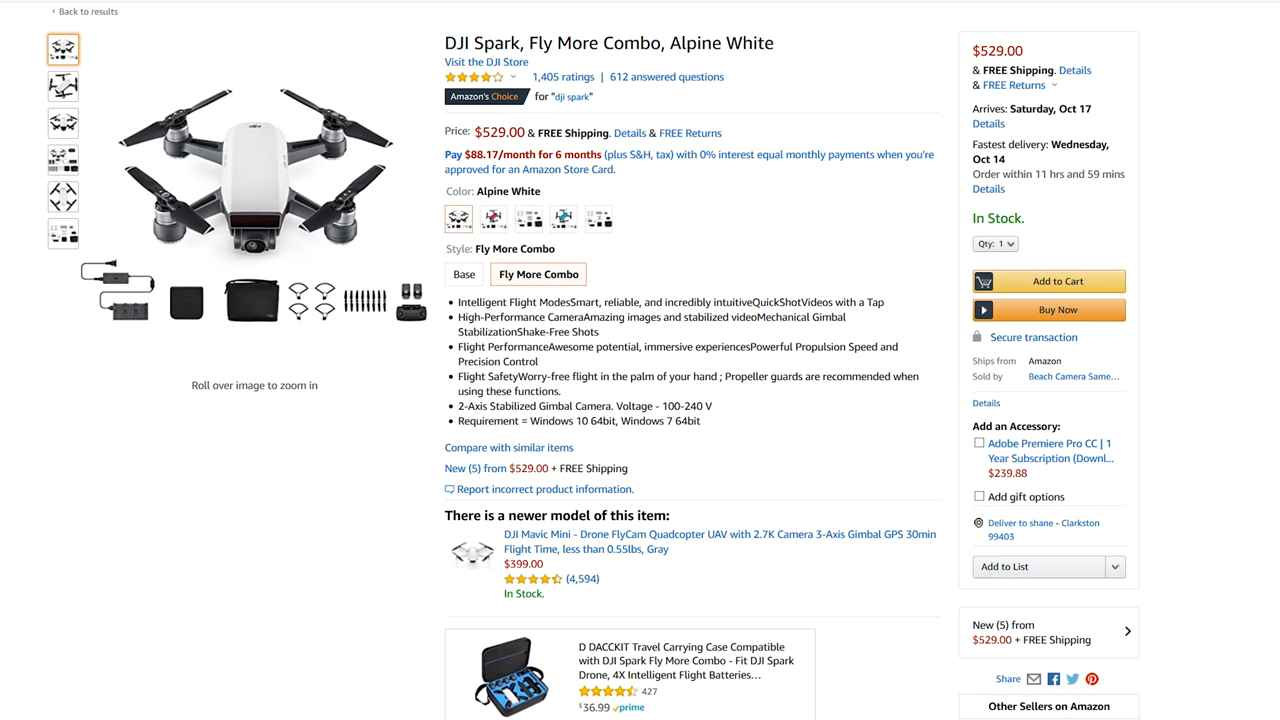 ‹ Back to results
DJI Spark, Fly More Combo, Alpine White
Visit the DJI Store
1,405 ratings | 612 answered questions
Amazon's Choice for "dji spark"
Price: $529.00 & FREE Shipping. Details & FREE Returns
Pay $88.17/month for 6 months (plus S&H, tax) with 0% interest equal monthly payments when you're
approved for an Amazon Store Card.
Color: Alpine White
Style: Fly More Combo
Base Fly More Combo
• Intelligent Flight ModesSmart, reliable, and incredibly intuitiveQuickShotVideos with a Tap
• High-Performance CameraAmazing images and stabilized videoMechanical Gimbal
StabilizationShake-Free Shots
• Flight PerformanceAwesome potential, immersive experiencesPowerful Propulsion Speed and
Precision Control
• Flight SafetyWorry-free flight in the palm of your hand ; Propeller guards are recommended when
using these functions.
• 2-Axis Stabilized Gimbal Camera. Voltage - 100-240 V
• Requirement = Windows 10 64bit, Windows 7 64bit
Roll over image to zoom in
Compare with similar items
New (5) from $529.00 + FREE Shipping
Report incorrect product information.
There is a newer model of this item:
DJI Mavic Mini - Drone FlyCam Quadcopter UAV with 2.7K Camera 3-Axis Gimbal GPS 30min
Flight Time, less than 0.55lbs, Gray
$399.00
(4,594)
In Stock.
D DACCKIT Travel Carrying Case Compatible
with DJI Spark Fly More Combo - Fit DJI Spark
Drone, 4X Intelligent Flight Batteries…
427
$36.99 prime
$529.00
& FREE Shipping. Details
& FREE Returns
Arrives: Saturday, Oct 17
Details
Fastest delivery: Wednesday,
Oct 14
Order within 11 hrs and 59 mins
Details
In Stock.
Qty: 1
Add to Cart
Buy Now
Secure transaction
Ships from Amazon
Sold by Beach Camera Same…
Details
Add an Accessory:
Adobe Premiere Pro CC | 1
Year Subscription (Downl…
$239.88
Add gift options
Deliver to shane - Clarkston
99403
Add to List
New (5) from
$529.00 + FREE Shipping
Share
Other Sellers on Amazon